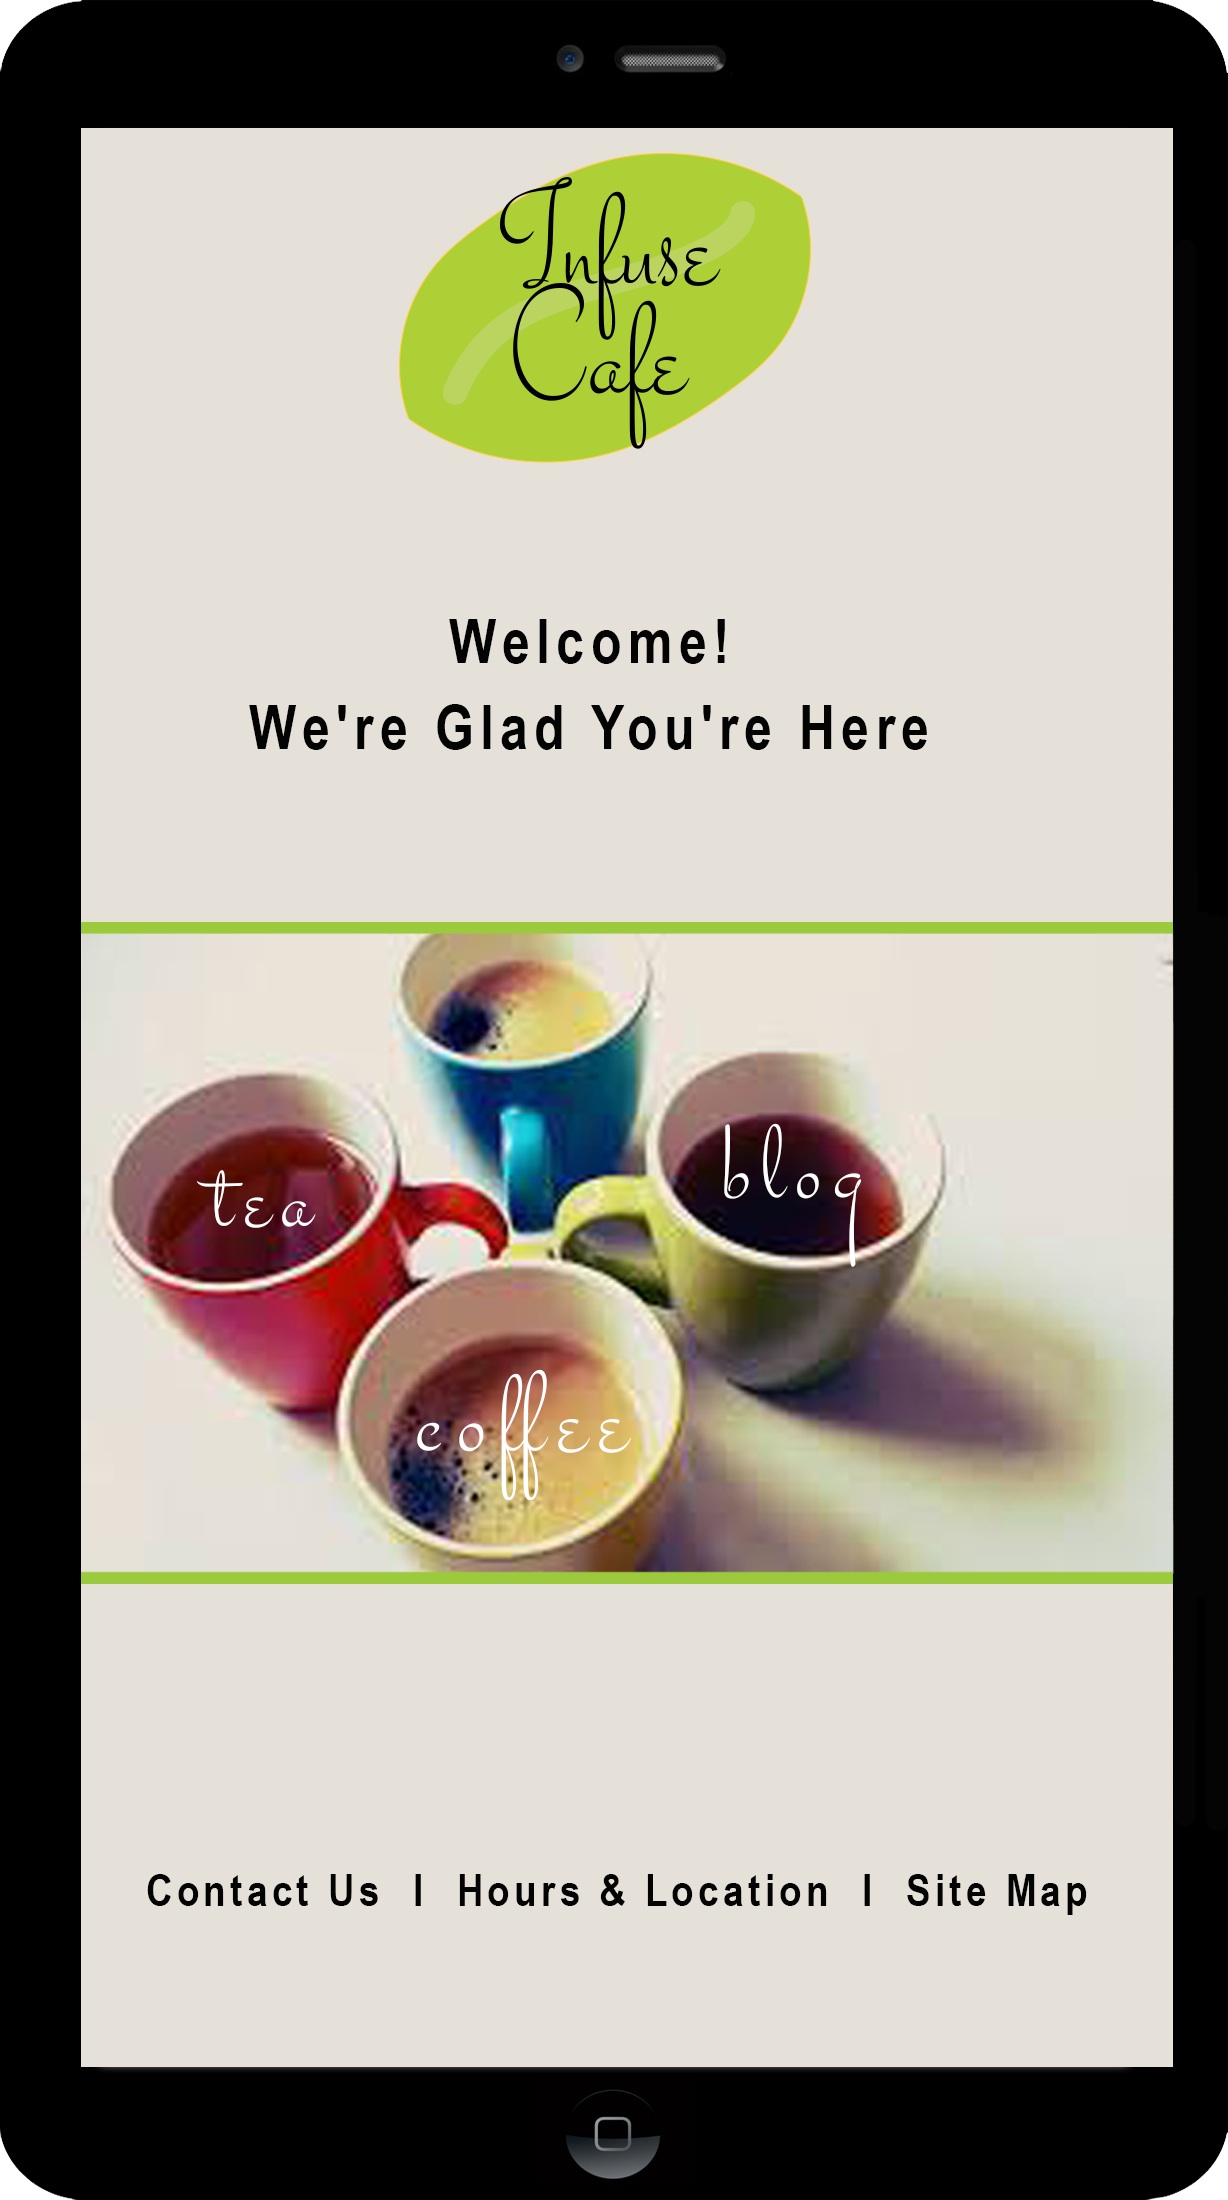 Infuse
Cafe
Welcome!
We're Glad You're Here
tea
blog
coffee
Contact Us I Hours & Location I Site Map